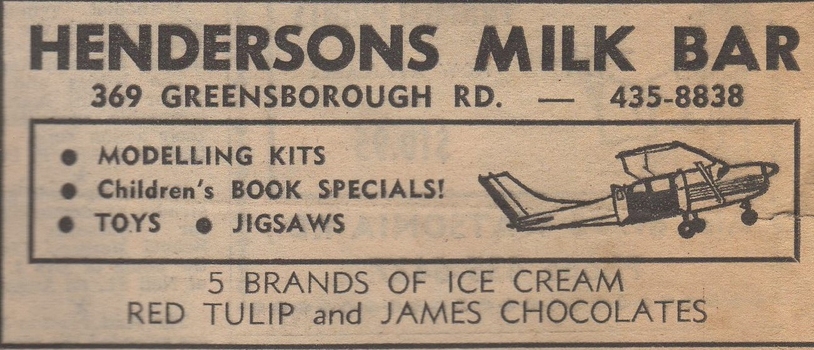 HENDERSONS MILK BAR
369 GREENSBOROUGH RD. — 435-8838
● MODELLING KITS
● Children's BOOK SPECIALS!
● TOYS ● JIGSAWS
5 BRANDS OF ICE CREAM
RED TULIP and JAMES CHOCOLATES